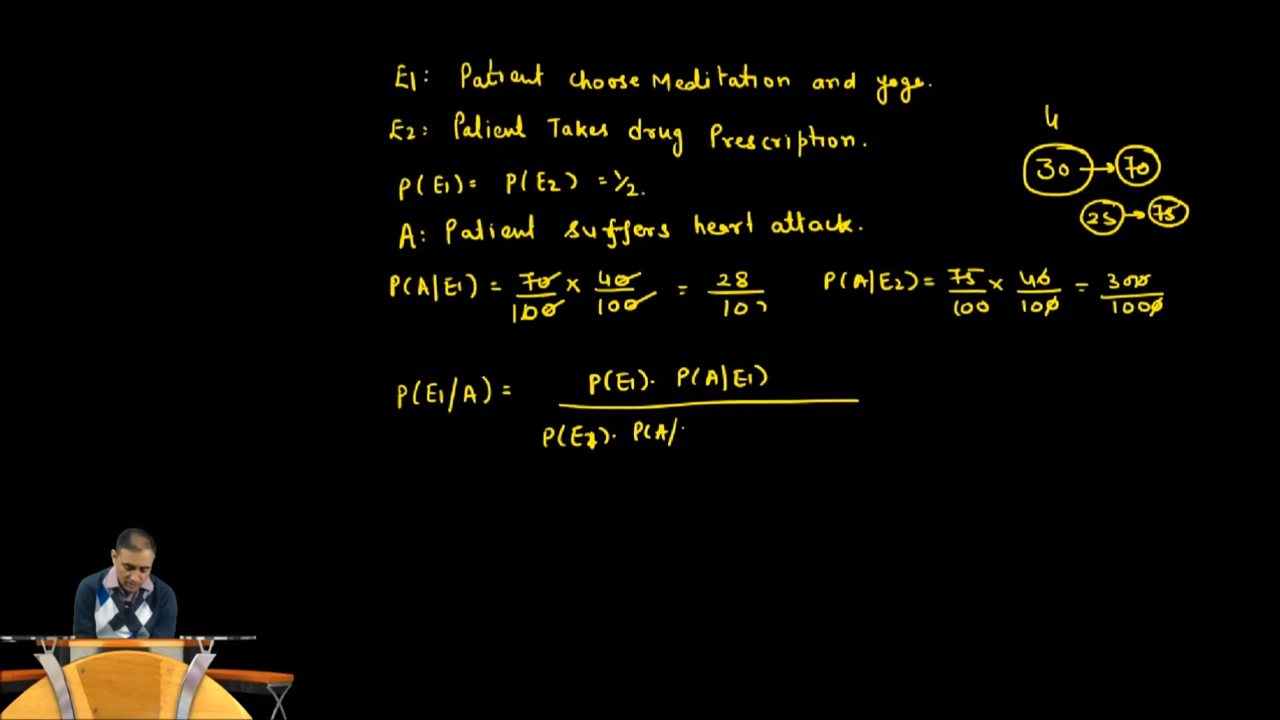 E1: Patient choose Meditation and yoga.
E2: Patient Takes drug Prescription.
P(E1) = P(E2) = 1/2.
A: Patient suffers heart attack.
4
30 → 70
25 → 75
P(A|E1) = 70/100 × 40/100 = 28/100
P(A|E2) = 75/100 × 40/100 = 300/1000
P(E1/A) = P(E1). P(A|E1)
P(E1). P(A/